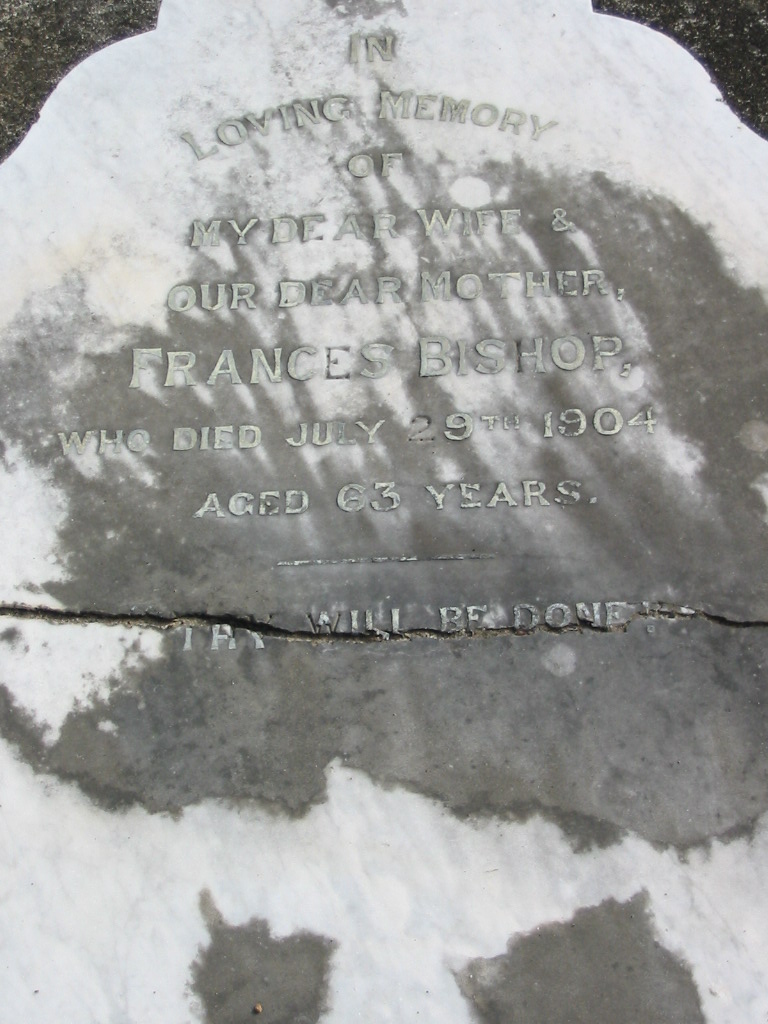 IN
LOVING MEMORY
OF
MY DEAR WIFE &
OUR DEAR MOTHER,
FRANCES BISHOP,
WHO DIED JULY 29TH 1904
AGED 63 YEARS.
THY WILL BE DONE